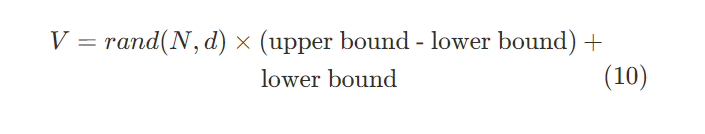 V = rand(N, d) × (upper bound - lower bound) +
lower bound (10)